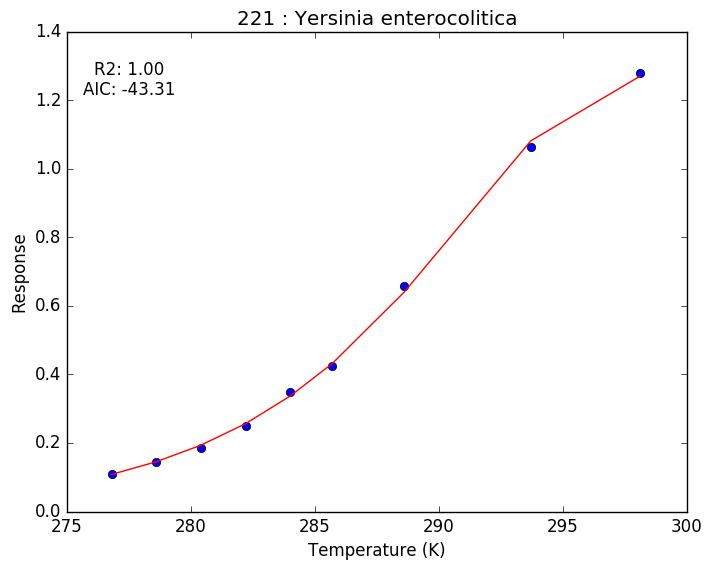 221 : Yersinia enterocolitica
R2: 1.00
AIC: -43.31
Response
1.4
1.2
1.0
0.8
0.6
0.4
0.2
0.0
275 280 285 290 295 300
Temperature (K)